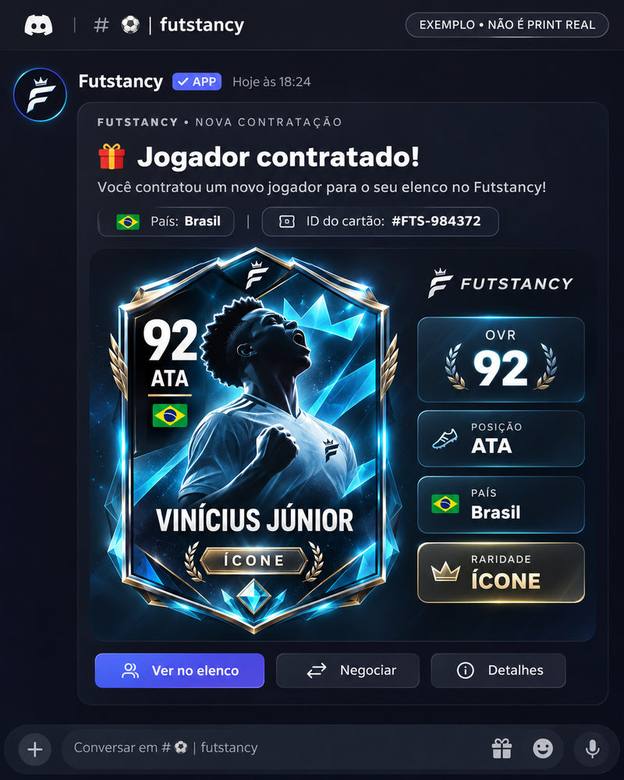 # ⚽ | futstancy
EXEMPLO • NÃO É PRINT REAL
Futstancy ✓ APP Hoje às 18:24
FUTSTANCY • NOVA CONTRATAÇÃO
🎁 Jogador contratado!
Você contratou um novo jogador para o seu elenco no Futstancy!
País: Brasil | ID do cartão: #FTS-984372
92
ATA
VINÍCIUS JÚNIOR
ÍCONE
FUTSTANCY
OVR
92
POSIÇÃO
ATA
PAÍS
Brasil
RARIDADE
ÍCONE
Ver no elenco
Negociar
Detalhes
Conversar em # ⚽ | futstancy